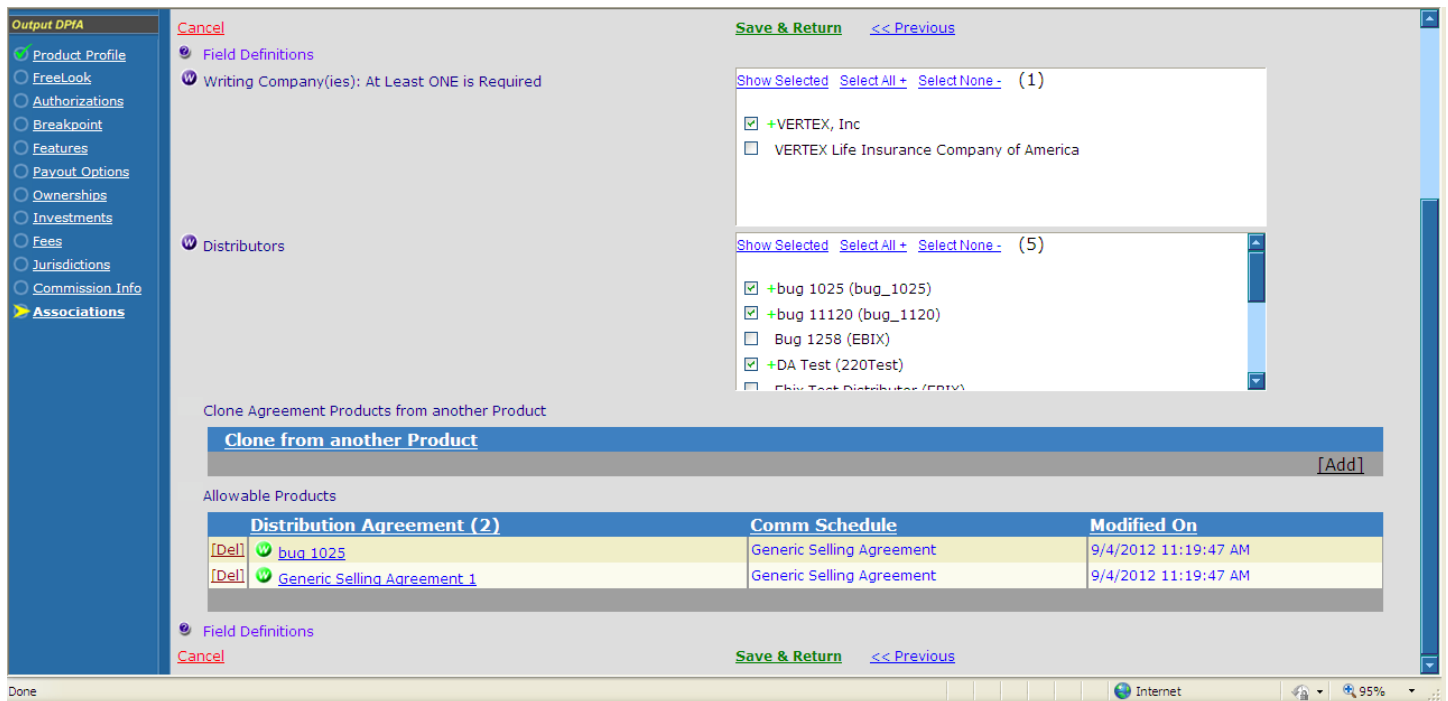 Output DPfA
Product Profile
FreeLook
Authorizations
Breakpoint
Features
Payout Options
Ownerships
Investments
Fees
Jurisdictions
Commission Info
Associations
Cancel Save & Return << Previous
Field Definitions
Writing Company(ies): At Least ONE is Required
Show Selected Select All + Select None - (1)
+VERTEX, Inc
VERTEX Life Insurance Company of America
Distributors
Show Selected Select All + Select None - (5)
+bug 1025 (bug_1025)
+bug 11120 (bug_1120)
Bug 1258 (EBIX)
+DA Test (220Test)
Ebix Test Distributor (EBIX)
Clone Agreement Products from another Product
Clone from another Product
[Add]
Allowable Products
Distribution Agreement (2) Comm Schedule Modified On
[Del] W bug 1025 Generic Selling Agreement 9/4/2012 11:19:47 AM
[Del] W Generic Selling Agreement 1 Generic Selling Agreement 9/4/2012 11:19:47 AM
Field Definitions
Cancel Save & Return << Previous
Done Internet 95%